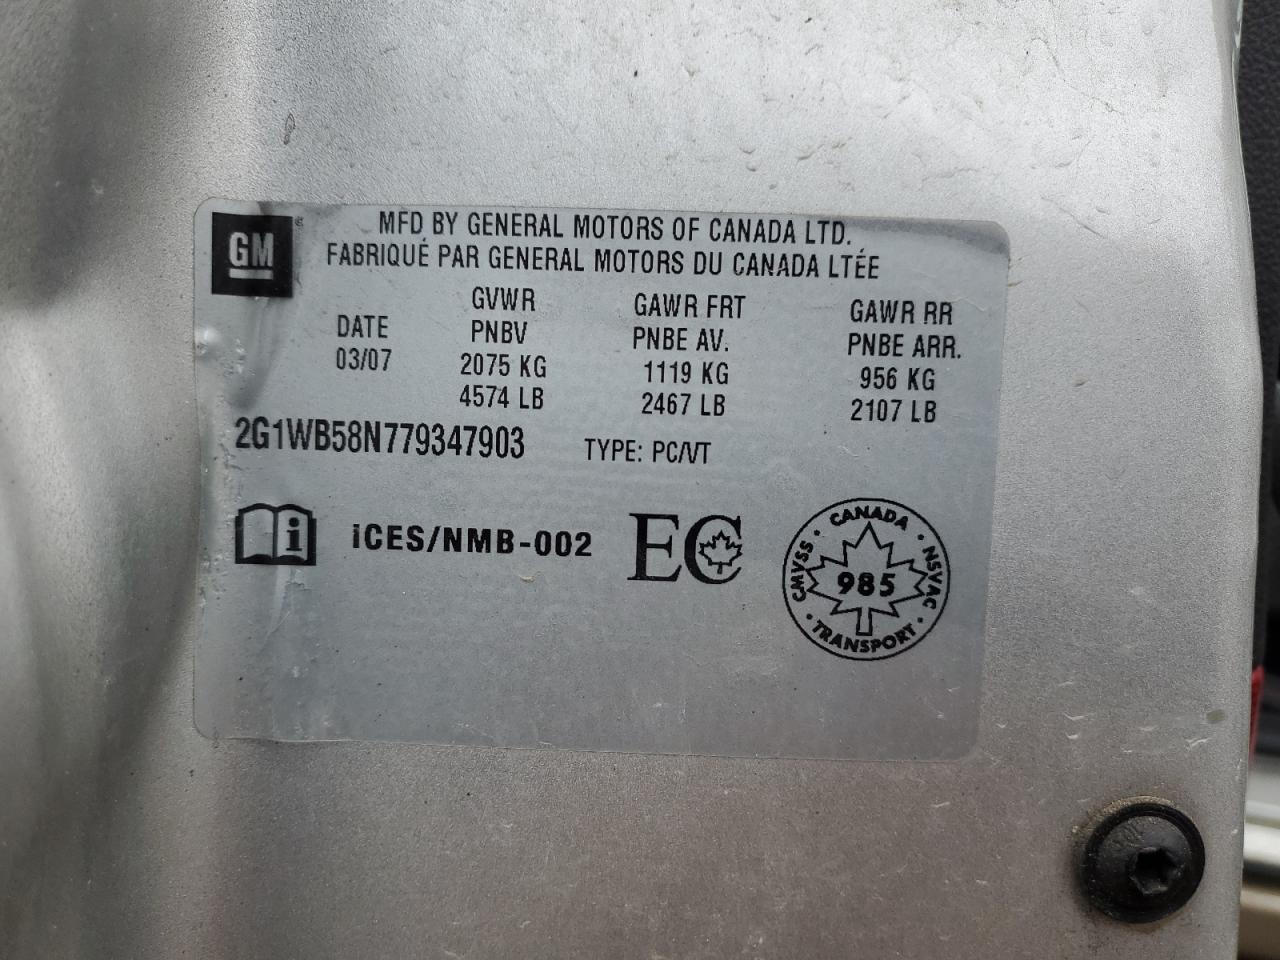 GM
MFD BY GENERAL MOTORS OF CANADA LTD.
FABRIQUÉ PAR GENERAL MOTORS DU CANADA LTÉE
DATE
03/07
GVWR
PNBV
2075 KG
4574 LB
GAWR FRT
PNBE AV.
1119 KG
2467 LB
GAWR RR
PNBE ARR.
956 KG
2107 LB
2G1WB58N779347903 TYPE: PC/VT
i iCES/NMB-002 EC
CANADA · NSVAC · TRANSPORT · CMVSS ·
985